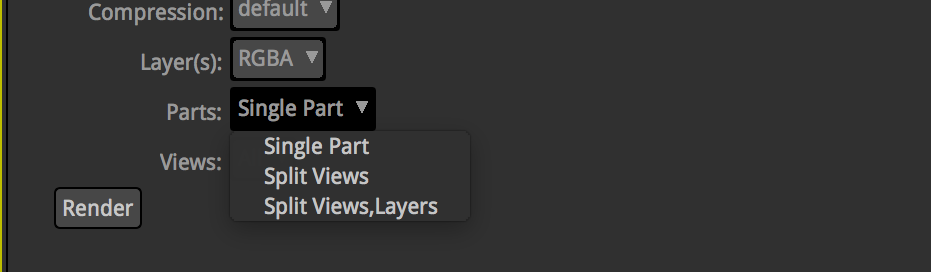 Compression: default
Layer(s): RGBA
Parts: Single Part
Single Part
Views: Split Views
Split Views,Layers
Render